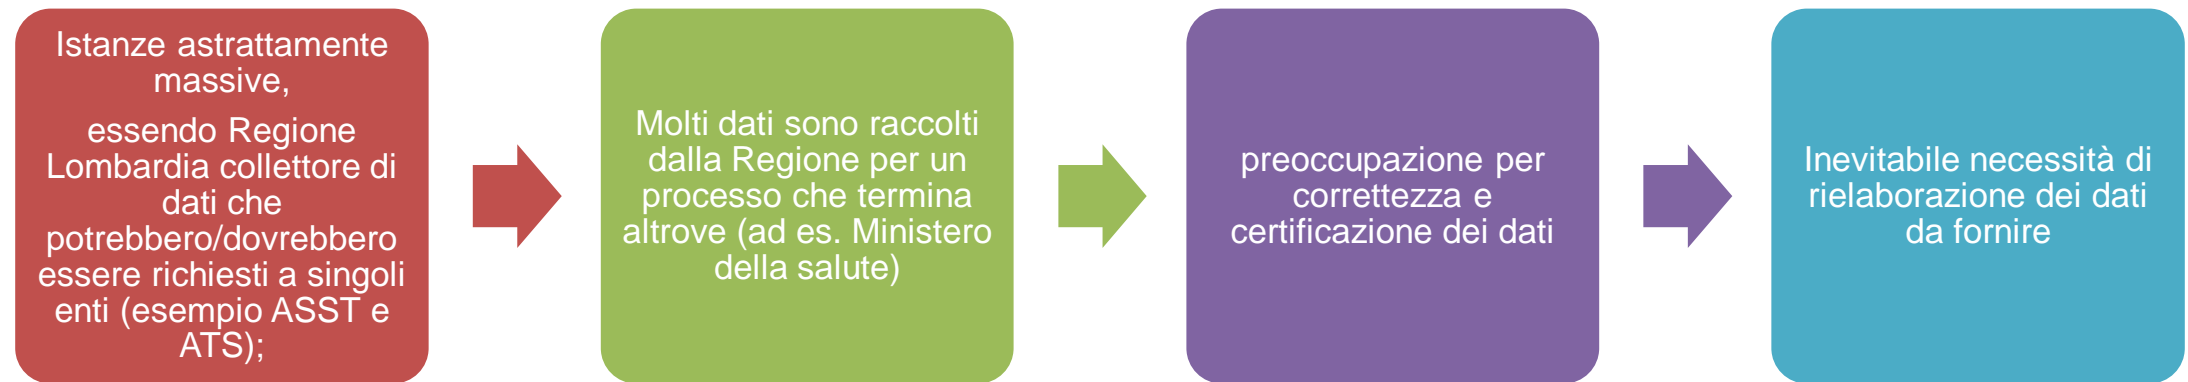 Istanze astrattamente
massive,
essendo Regione
Lombardia collettore di
dati che
potrebbero/dovrebbero
essere richiesti a singoli
enti (esempio ASST e
ATS);
Molti dati sono raccolti
dalla Regione per un
processo che termina
altrove (ad es. Ministero
della salute)
preoccupazione per
correttezza e
certificazione dei dati
Inevitabile necessità di
rielaborazione dei dati
da fornire